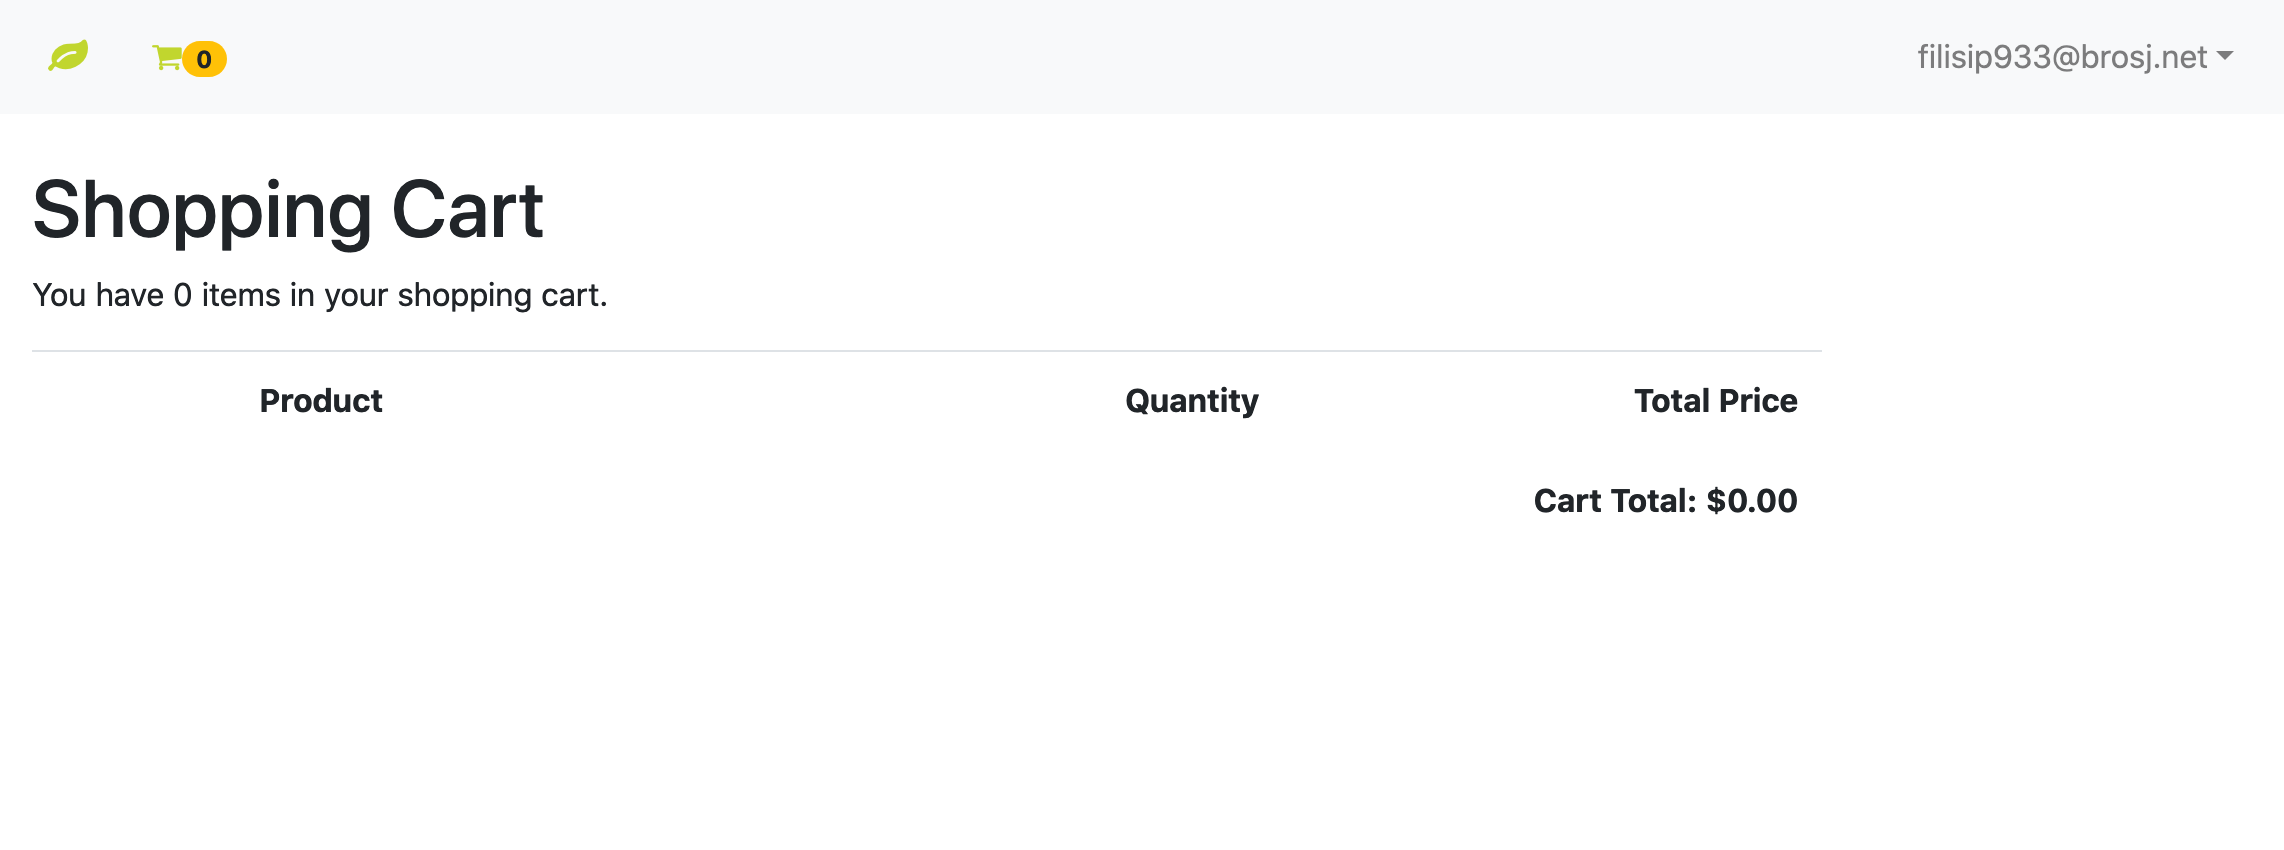 0
filisip933@brosj.net
Shopping Cart
You have 0 items in your shopping cart.
Product Quantity Total Price
Cart Total: $0.00